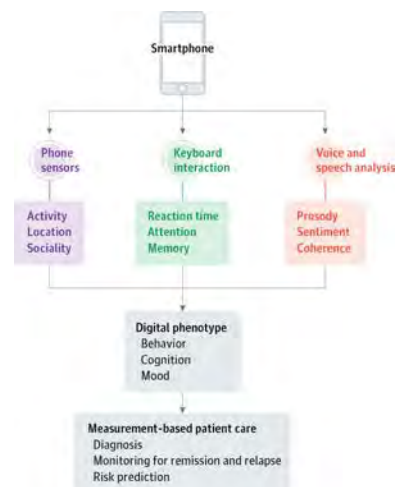 Smartphone
Phone
sensors
Keyboard
interaction
Voice and
speech analysis
Activity
Location
Sociality
Reaction time
Attention
Memory
Prosody
Sentiment
Coherence
Digital phenotype
Behavior
Cognition
Mood
Measurement-based patient care
Diagnosis
Monitoring for remission and relapse
Risk prediction